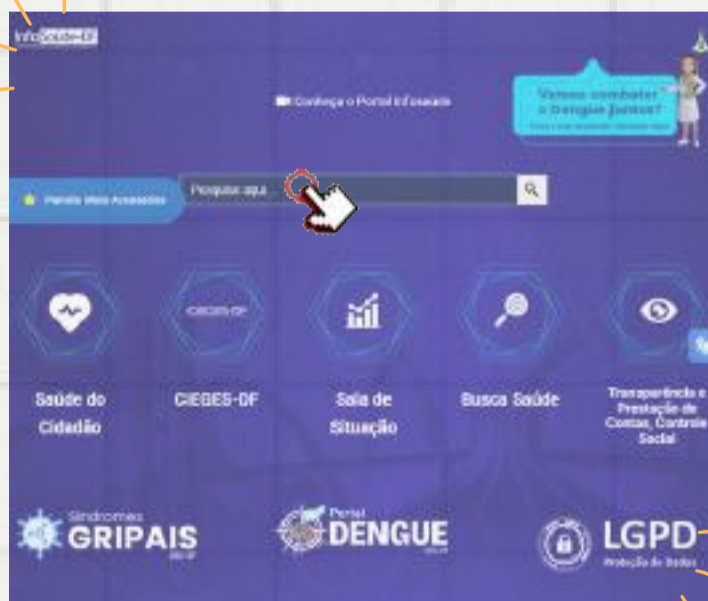 InfoSaúde-DF
Conheça o Portal InfoSaúde
Vamos combater
a Dengue juntos?
Painéis Mais Acessados
Pesquise aqui ...
CIEGES-DF
Saúde do
Cidadão
CIEGES-DF
Sala de
Situação
Busca Saúde
Transparência e
Prestação de
Contas, Controle
Social
Síndromes
GRIPAIS
Portal
DENGUE
LGPD
Proteção de Dados